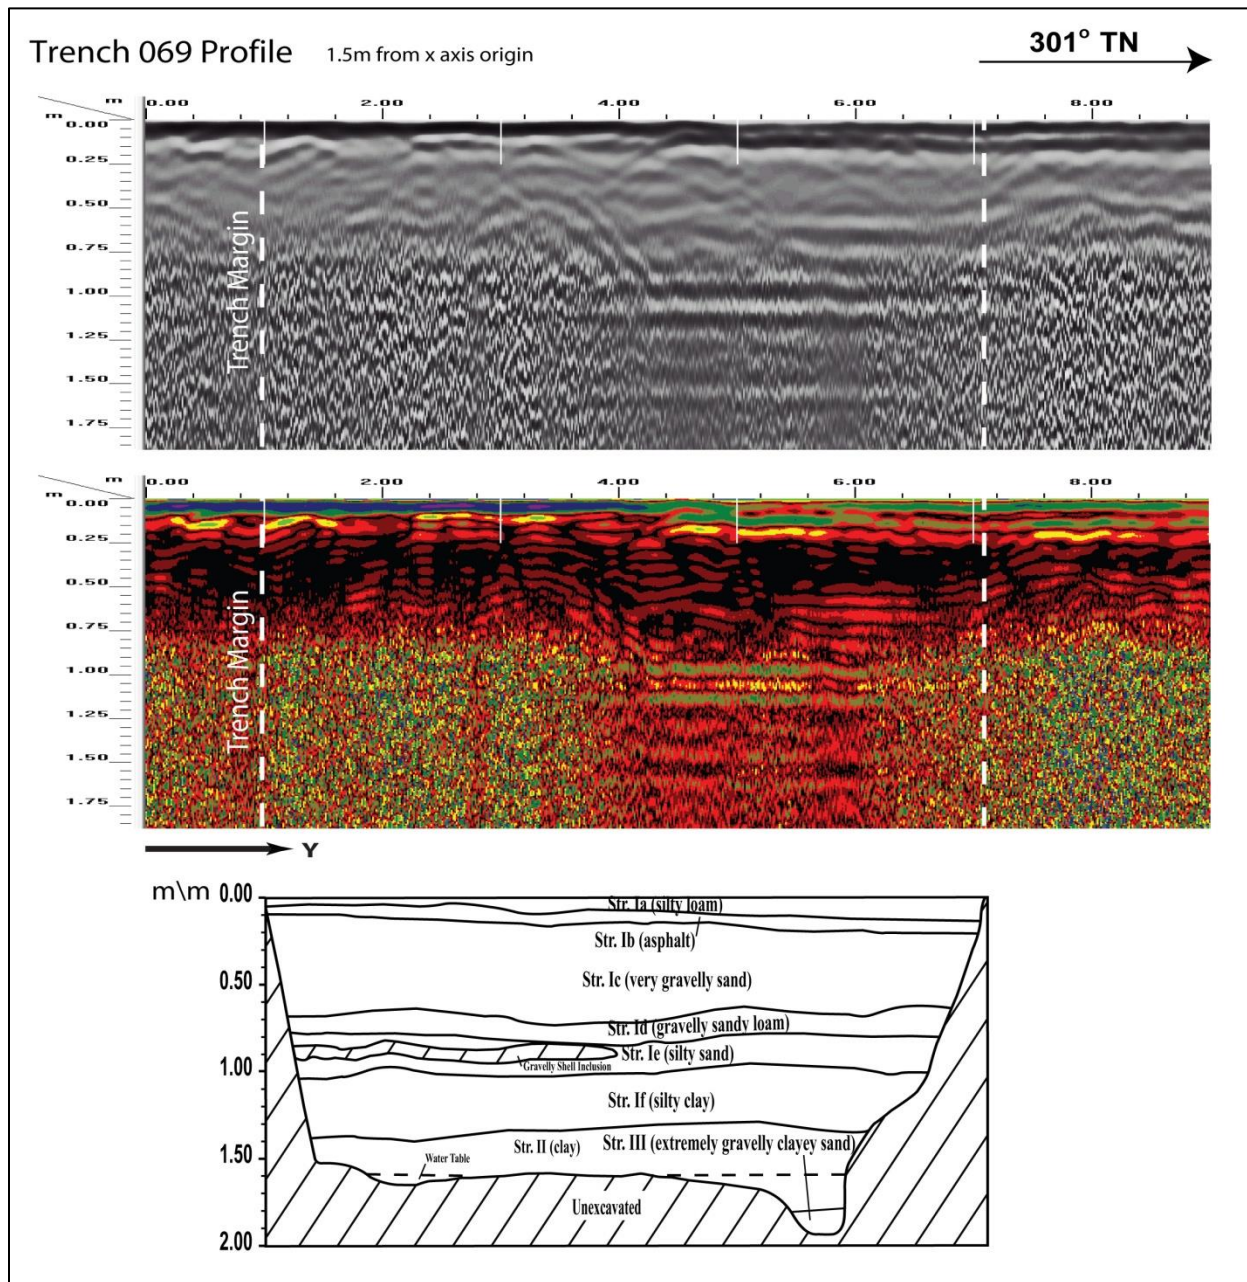 Trench 069 Profile 1.5m from x axis origin
301° TN
m 0.00 2.00 4.00 6.00 8.00
m
0.00
0.25
0.50
0.75
1.00
1.25
1.50
1.75
Trench Margin
m 0.00 2.00 4.00 6.00 8.00
m
0.00
0.25
0.50
0.75
1.00
1.25
1.50
1.75
Trench Margin
Y
m\m
0.00
0.50
1.00
1.50
2.00
Str. Ia (silty loam)
Str. Ib (asphalt)
Str. Ic (very gravelly sand)
Str. Id (gravelly sandy loam)
Str. Ie (silty sand)
Gravelly Shell Inclusion
Str. If (silty clay)
Str. II (clay)
Str. III (extremely gravelly clayey sand)
Water Table
Unexcavated